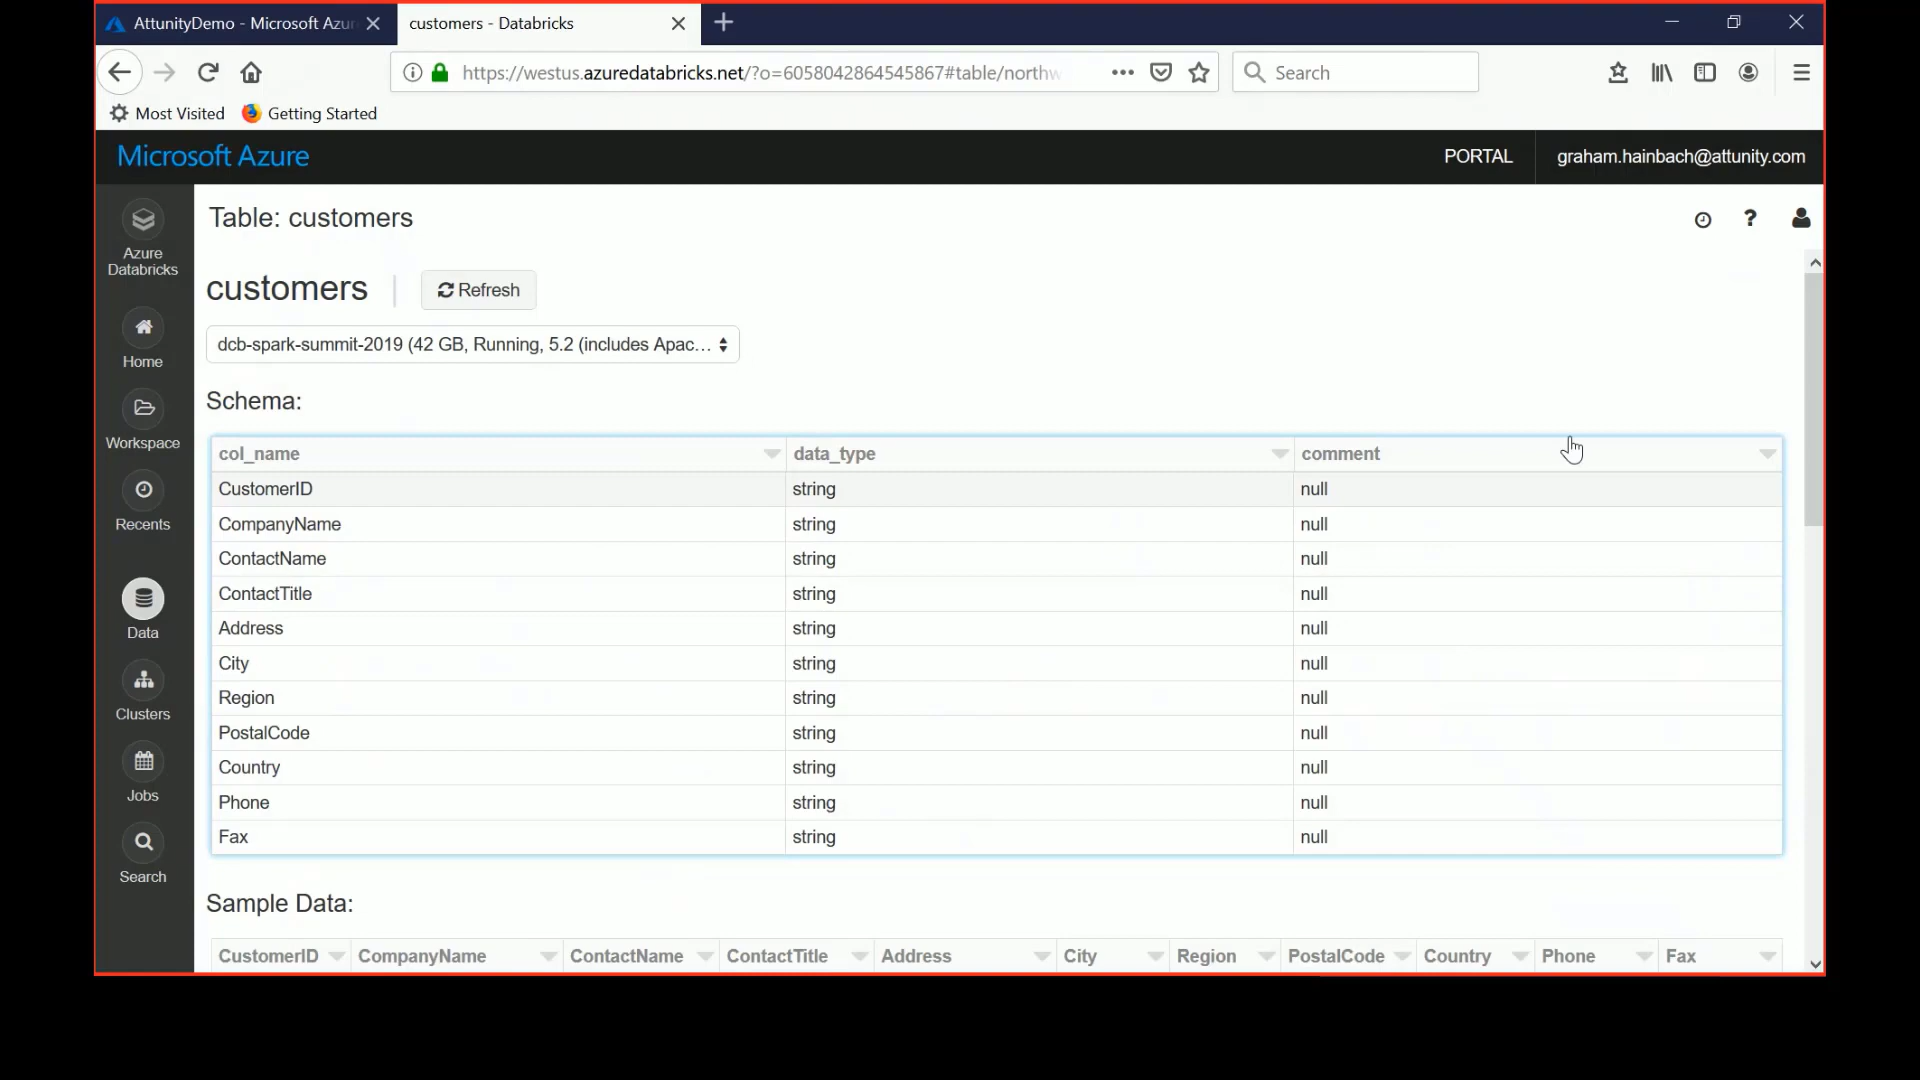 AttunityDemo - Microsoft Azu
customers - Databricks
https://westus.azuredatabricks.net/?o=6058042864545867#table/northw
Search
Most Visited
Getting Started
Microsoft Azure
PORTAL
graham.hainbach@attunity.com
Azure
Databricks
Home
Workspace
Recents
Data
Clusters
Jobs
Search
Table: customers
?
customers
Refresh
dcb-spark-summit-2019 (42 GB, Running, 5.2 (includes Apac...
Schema:
col_name data_type comment
CustomerID string null
CompanyName string null
ContactName string null
ContactTitle string null
Address string null
City string null
Region string null
PostalCode string null
Country string null
Phone string null
Fax string null
Sample Data:
CustomerID CompanyName ContactName ContactTitle Address City Region PostalCode Country Phone Fax